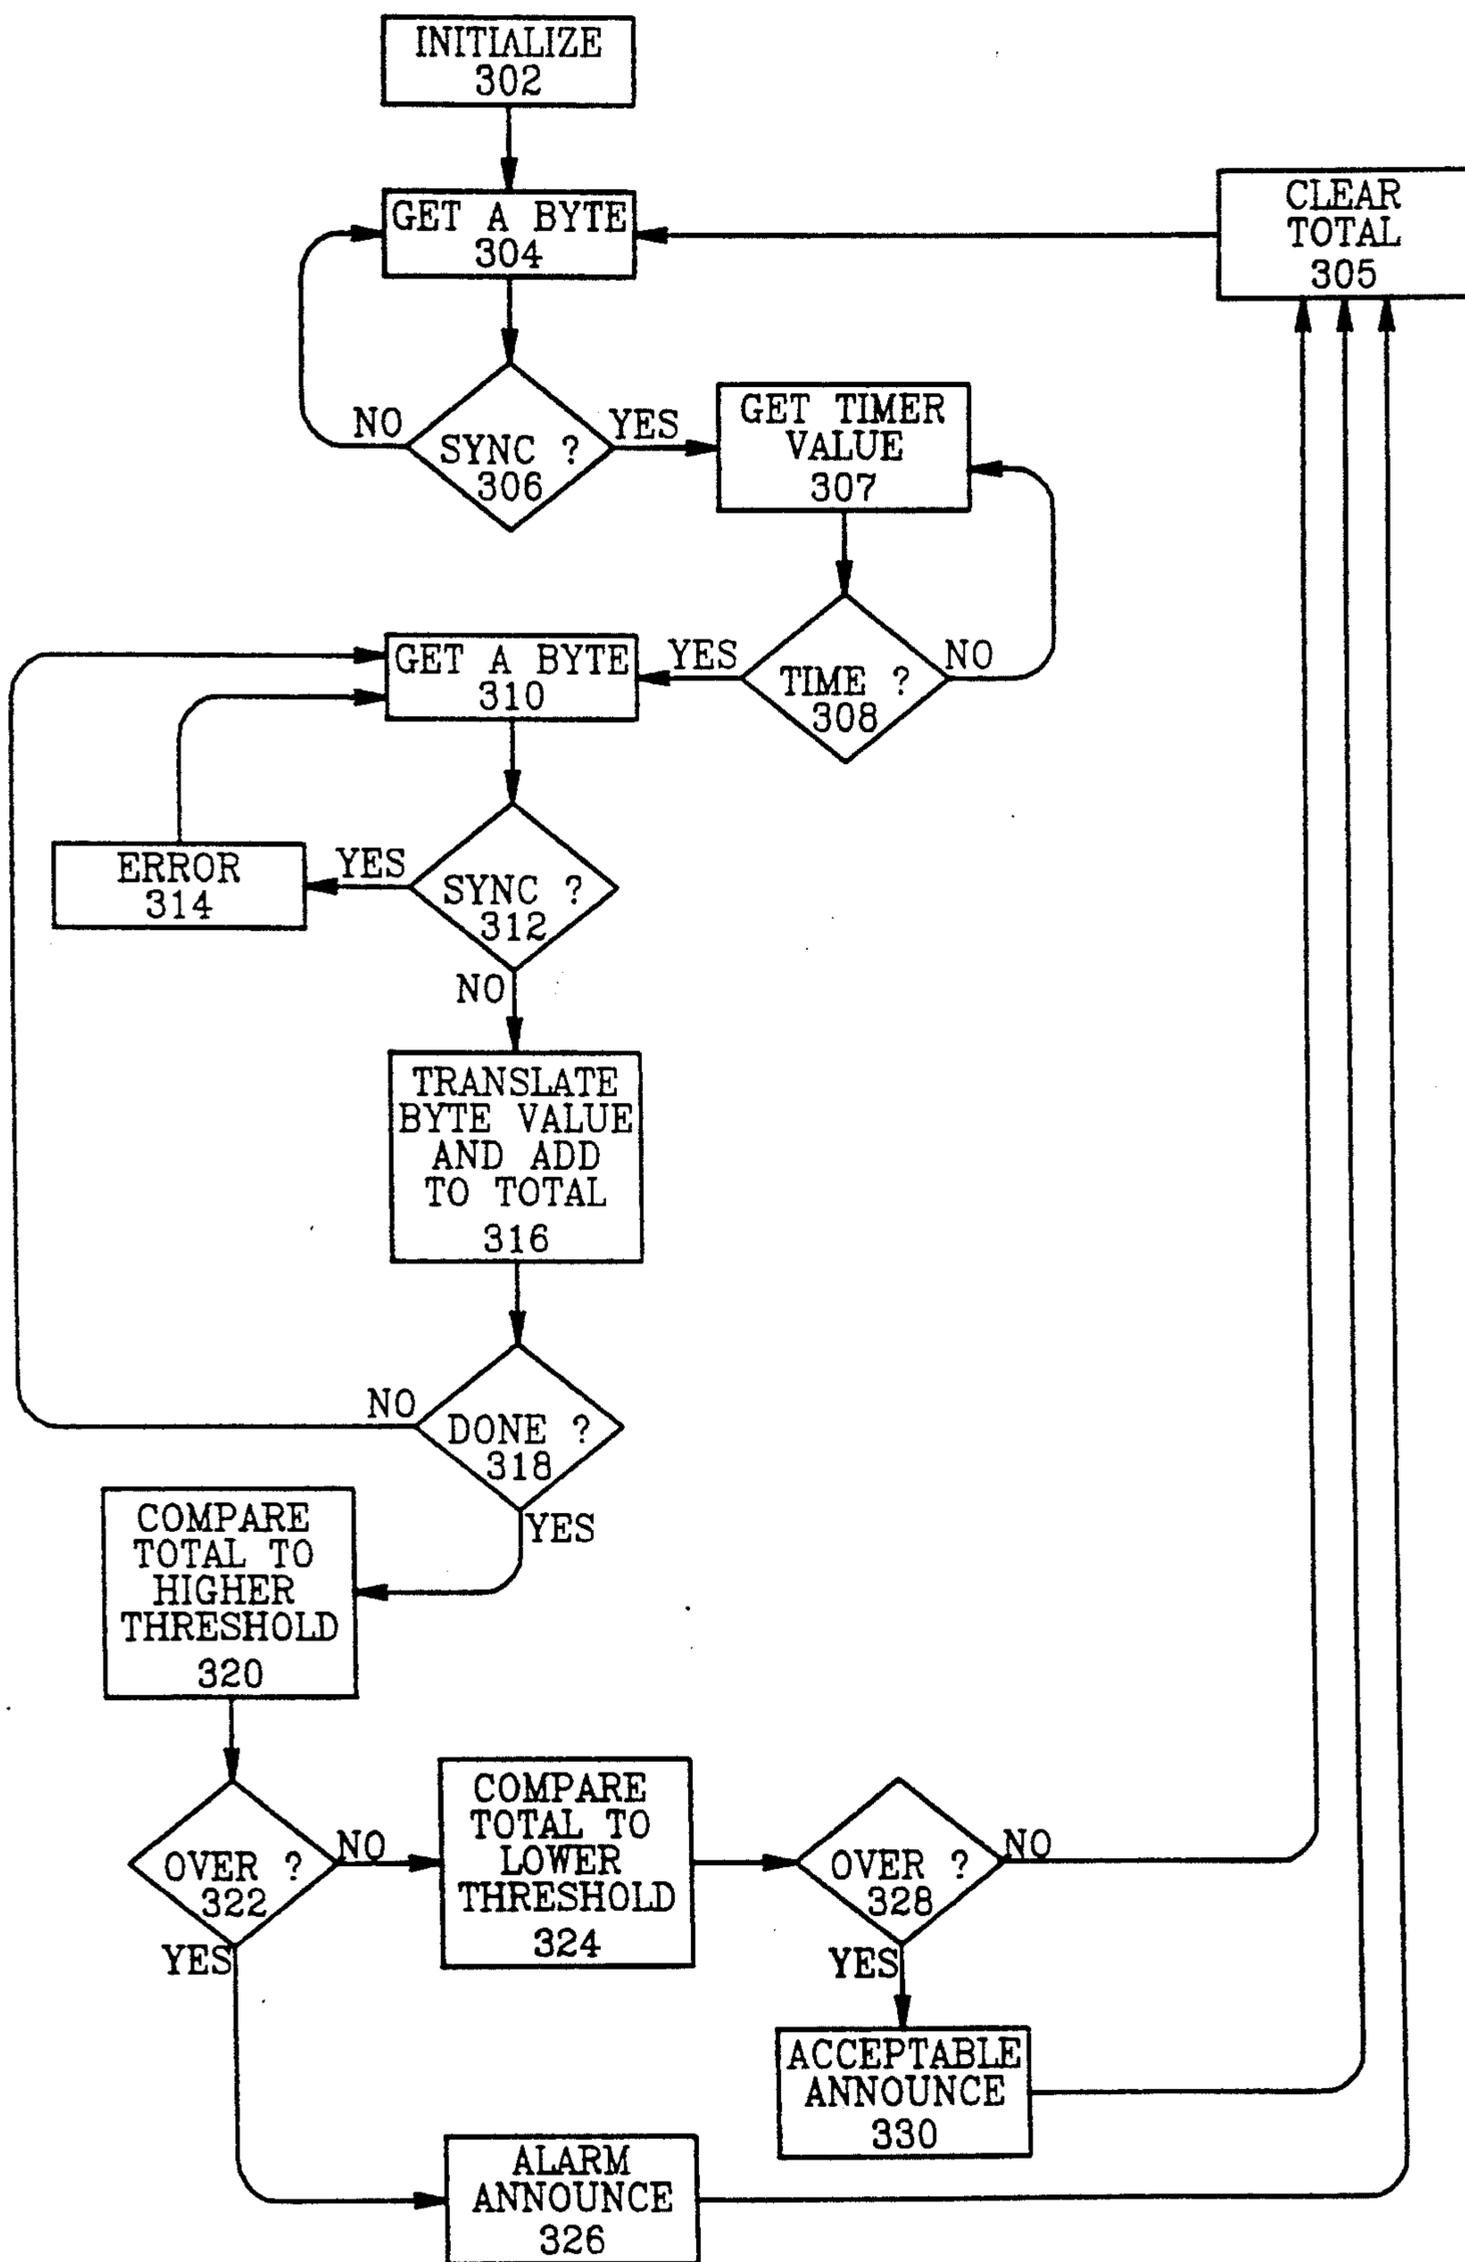 INITIALIZE
302
GET A BYTE
304
CLEAR
TOTAL
305
NO
SYNC ?
306
YES
GET TIMER
VALUE
307
GET A BYTE
310
YES
TIME ?
308
NO
ERROR
314
YES
SYNC ?
312
NO
TRANSLATE
BYTE VALUE
AND ADD
TO TOTAL
316
NO
DONE ?
318
YES
COMPARE
TOTAL TO
HIGHER
THRESHOLD
320
OVER ?
322
NO
YES
COMPARE
TOTAL TO
LOWER
THRESHOLD
324
OVER ?
328
NO
YES
ACCEPTABLE
ANNOUNCE
330
ALARM
ANNOUNCE
326